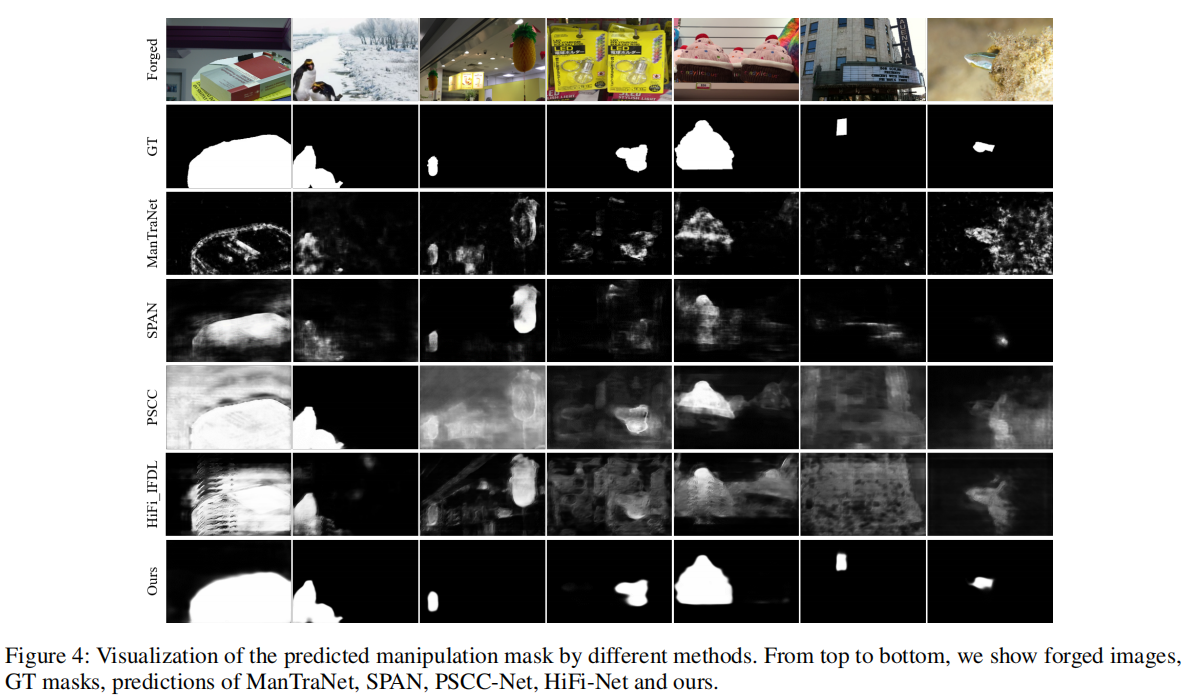 Forged
GT
ManTraNet
SPAN
PSCC
HiFi_IFDL
Ours
LED
LED
Figure 4: Visualization of the predicted manipulation mask by different methods. From top to bottom, we show forged images,
GT masks, predictions of ManTraNet, SPAN, PSCC-Net, HiFi-Net and ours.